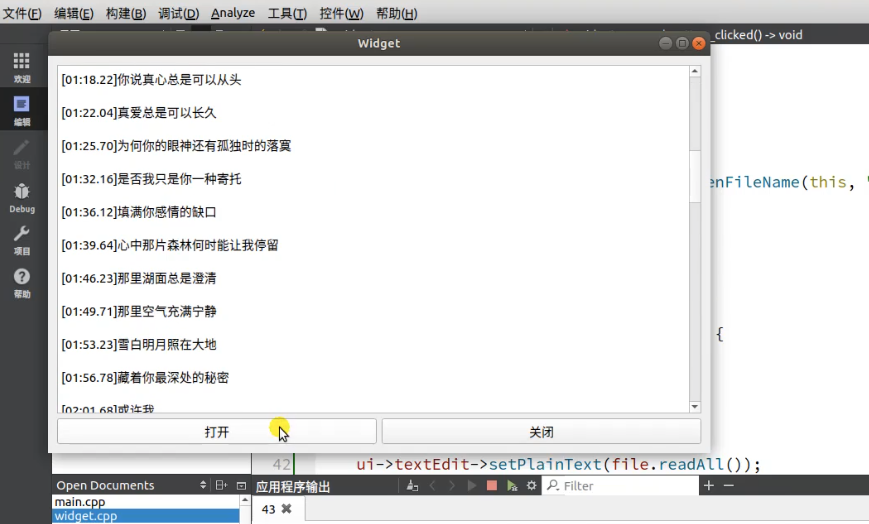 文件(F) 编辑(E) 构建(B) 调试(D) Analyze 工具(T) 控件(W) 帮助(H)
_clicked() -> void
Widget
欢迎
编辑
设计
Debug
项目
帮助
[01:18.22]你说真心总是可以从头
[01:22.04]真爱总是可以长久
[01:25.70]为何你的眼神还有孤独时的落寞
[01:32.16]是否我只是你一种寄托
[01:36.12]填满你感情的缺口
[01:39.64]心中那片森林何时能让我停留
[01:46.23]那里湖面总是澄清
[01:49.71]那里空气充满宁静
[01:53.23]雪白明月照在大地
[01:56.78]藏着你最深处的秘密
[02:01.68]或许我
打开 关闭
enFileName(this, "
{
42 ui->textEdit->setPlainText(file.readAll());
Open Documents
main.cpp
widget.cpp
应用程序输出
Filter
43